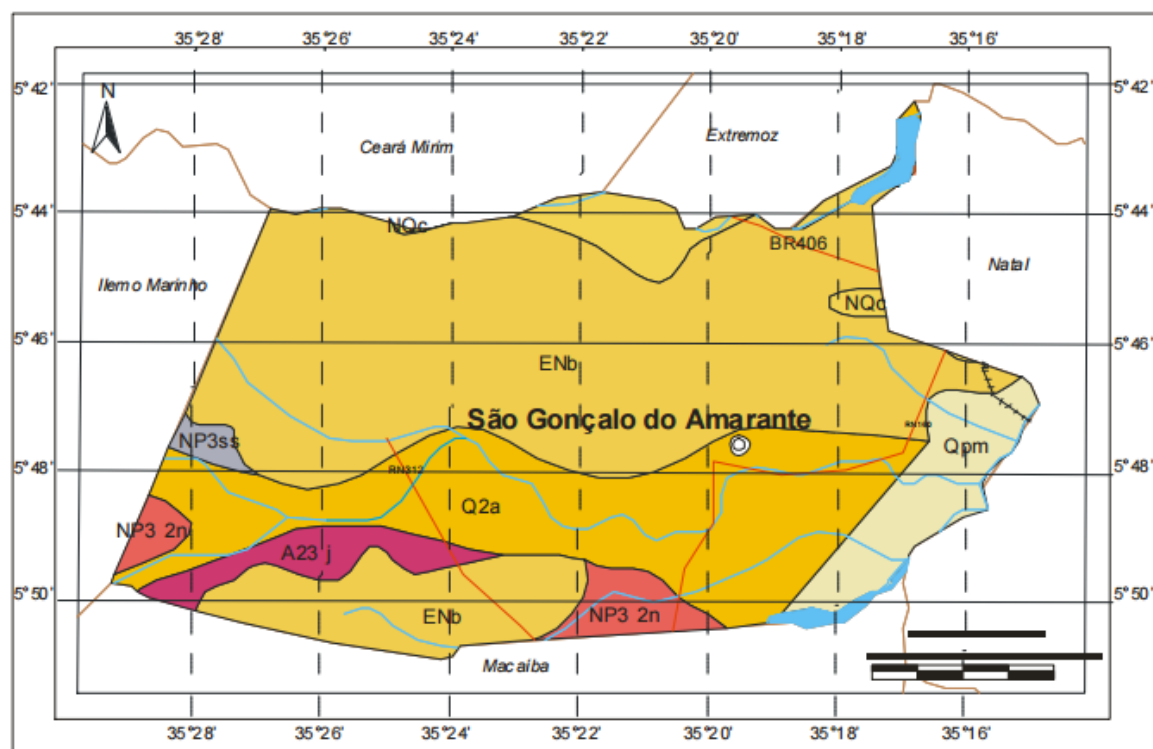 35°28' 35°26' 35°24' 35°22' 35°20' 35°18' 35°16'
5°42' 5°42'
N
Ceará Mirim Extremoz
5°44' 5°44'
NQc
BR406
Ilemo Marinho Natal
NQc
5°46' 5°46'
ENb
São Gonçalo do Amarante
NP3ss Qpm
5°48' 5°48'
RN312
Q2a
NP3 2n
A23 j
5°50' 5°50'
ENb NP3 2n
Macaíba
35°28' 35°26' 35°24' 35°22' 35°20' 35°18' 35°16'